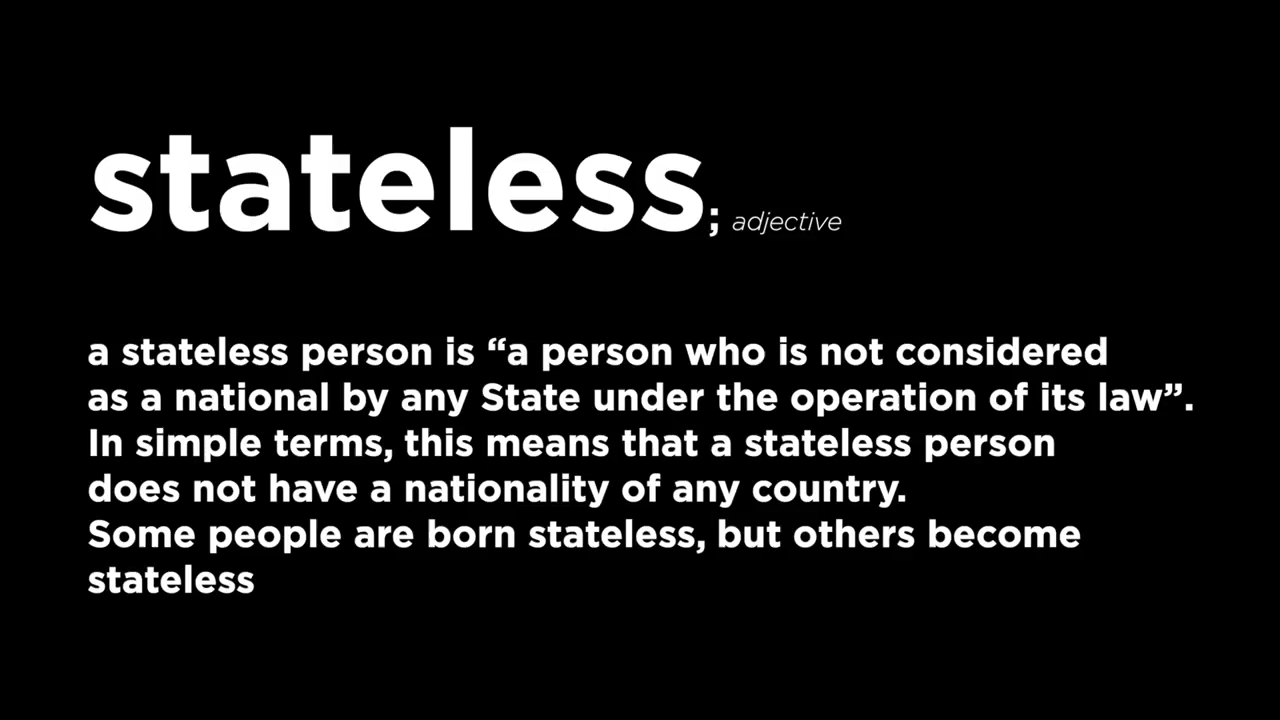 stateless; adjective
a stateless person is “a person who is not considered
as a national by any State under the operation of its law”.
In simple terms, this means that a stateless person
does not have a nationality of any country.
Some people are born stateless, but others become
stateless